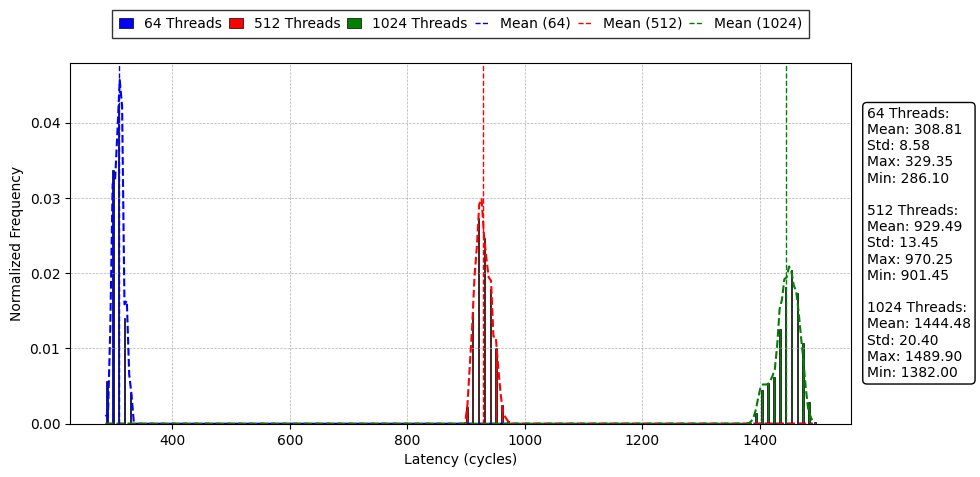 64 Threads 512 Threads 1024 Threads Mean (64) Mean (512) Mean (1024)
Normalized Frequency
0.04
0.03
0.02
0.01
0.00
400 600 800 1000 1200 1400
Latency (cycles)
64 Threads:
Mean: 308.81
Std: 8.58
Max: 329.35
Min: 286.10
512 Threads:
Mean: 929.49
Std: 13.45
Max: 970.25
Min: 901.45
1024 Threads:
Mean: 1444.48
Std: 20.40
Max: 1489.90
Min: 1382.00